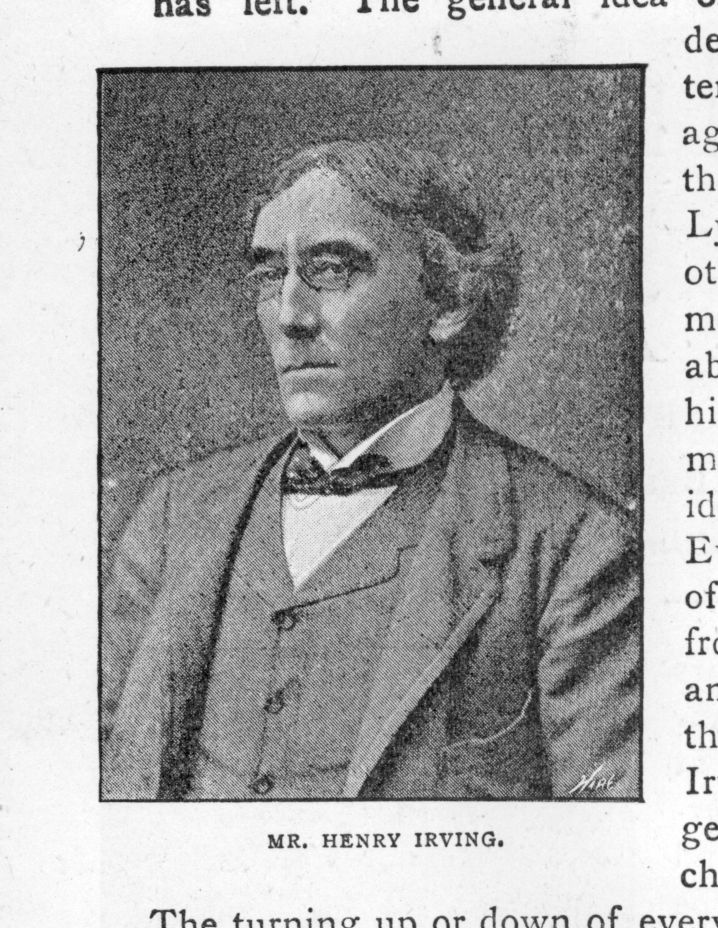 has left. The general idea o
de
te
ag
th
Ly
ot
m
ab
hi
m
id
Ev
of
fro
an
th
Ir
ge
ch
MR. HENRY IRVING.
The turning up or down of every